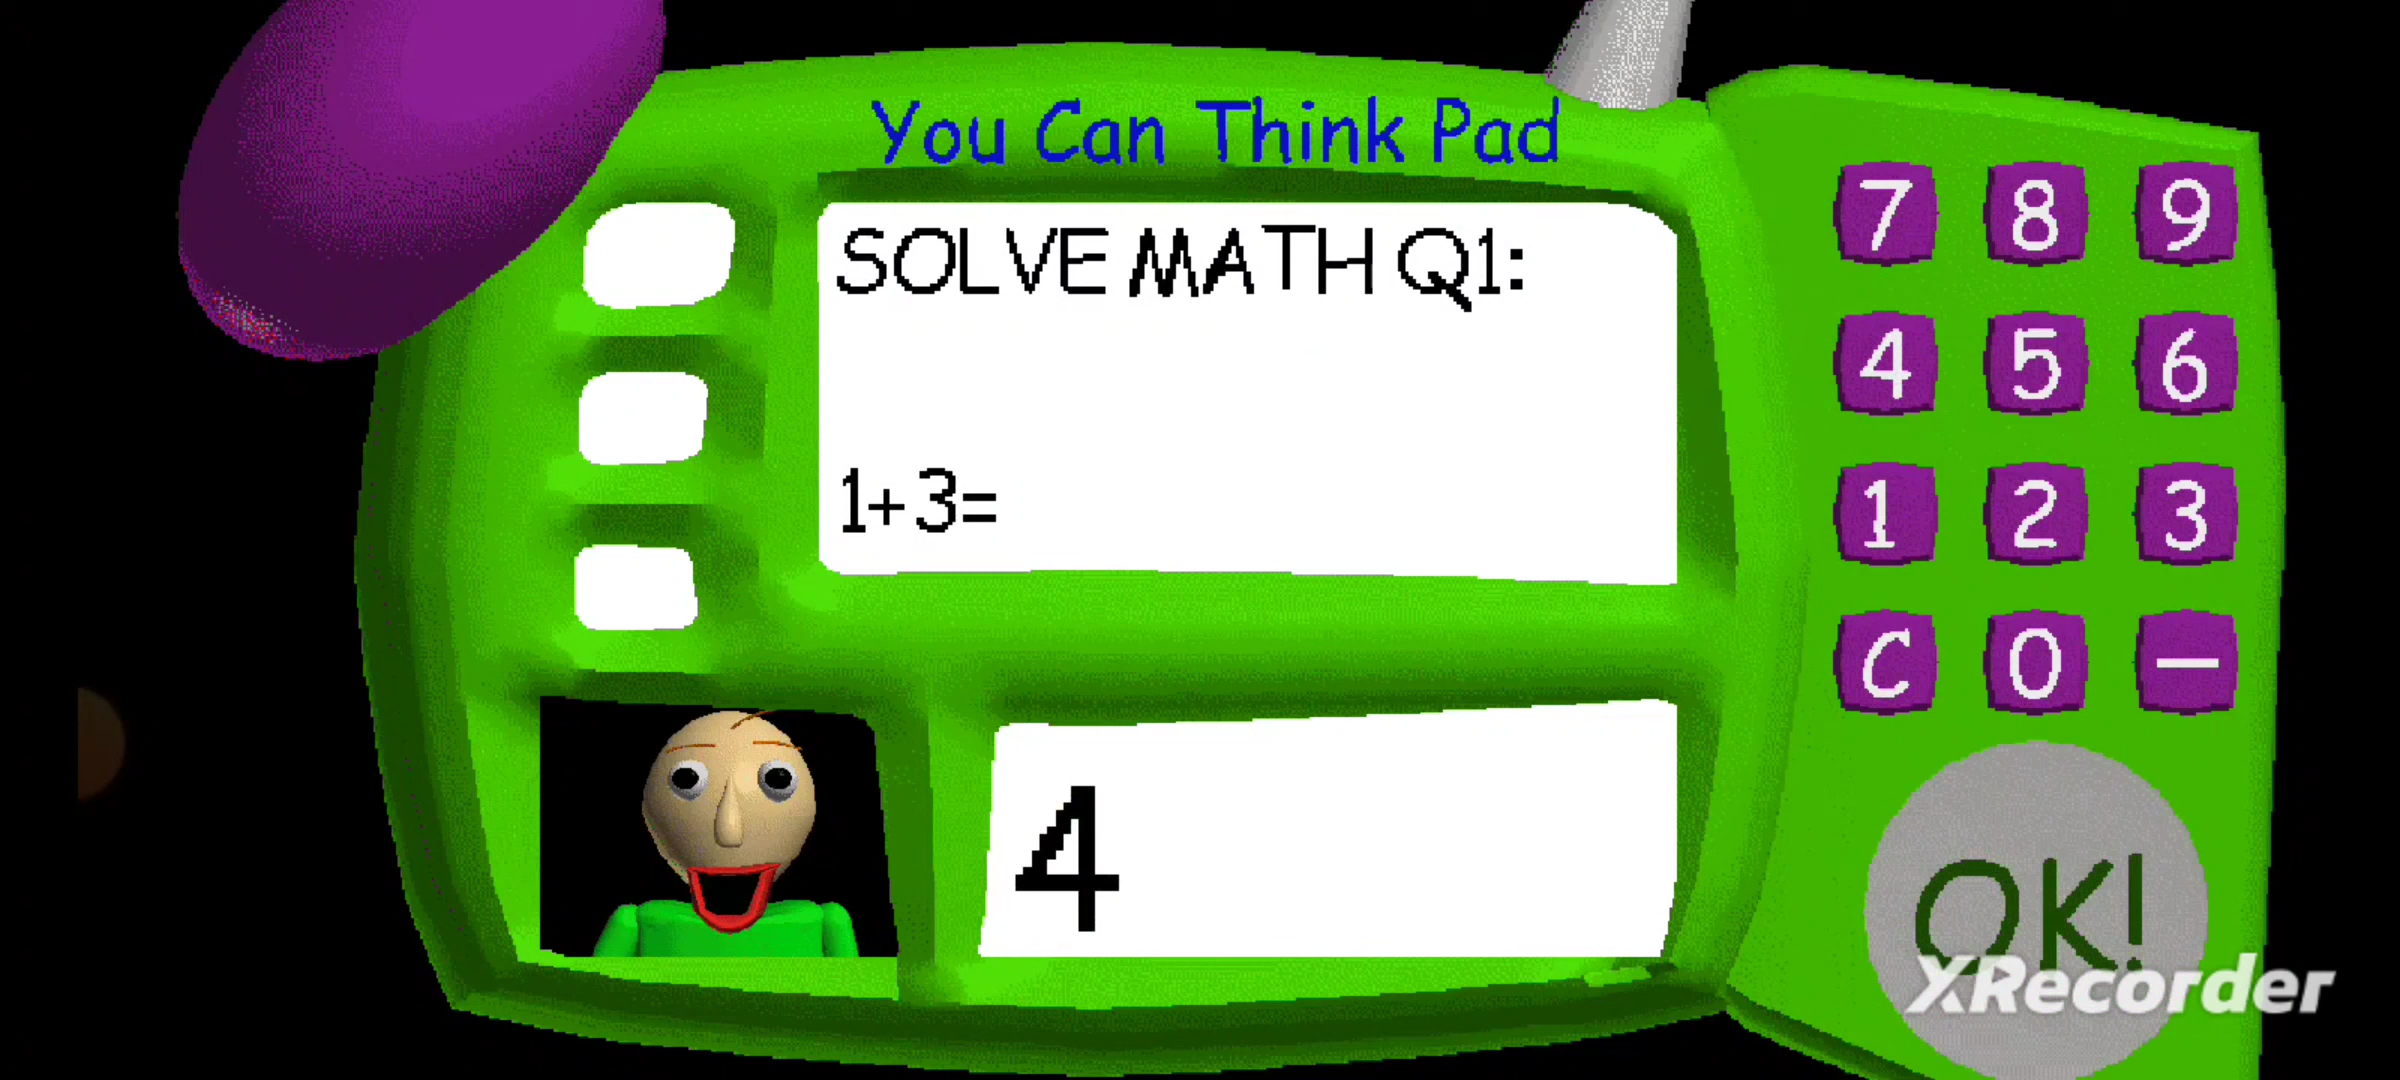 You Can Think Pad
SOLVE MATH Q1:
1+3=
4
7 8 9
4 5 6
1 2 3
C 0 −
OK!
XRecorder